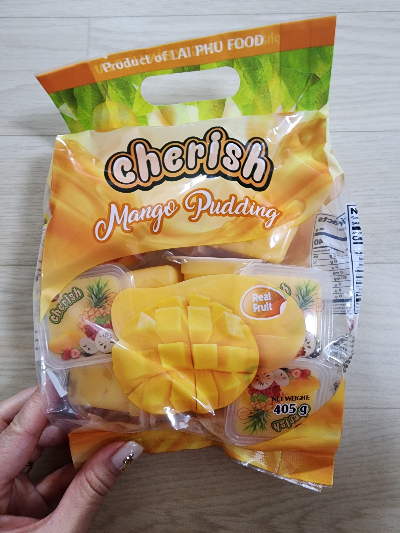 Product of LAI PHU FOOD
cherish
Mango Pudding
Real
Fruit
cherish
NET WEIGHT:
405 g